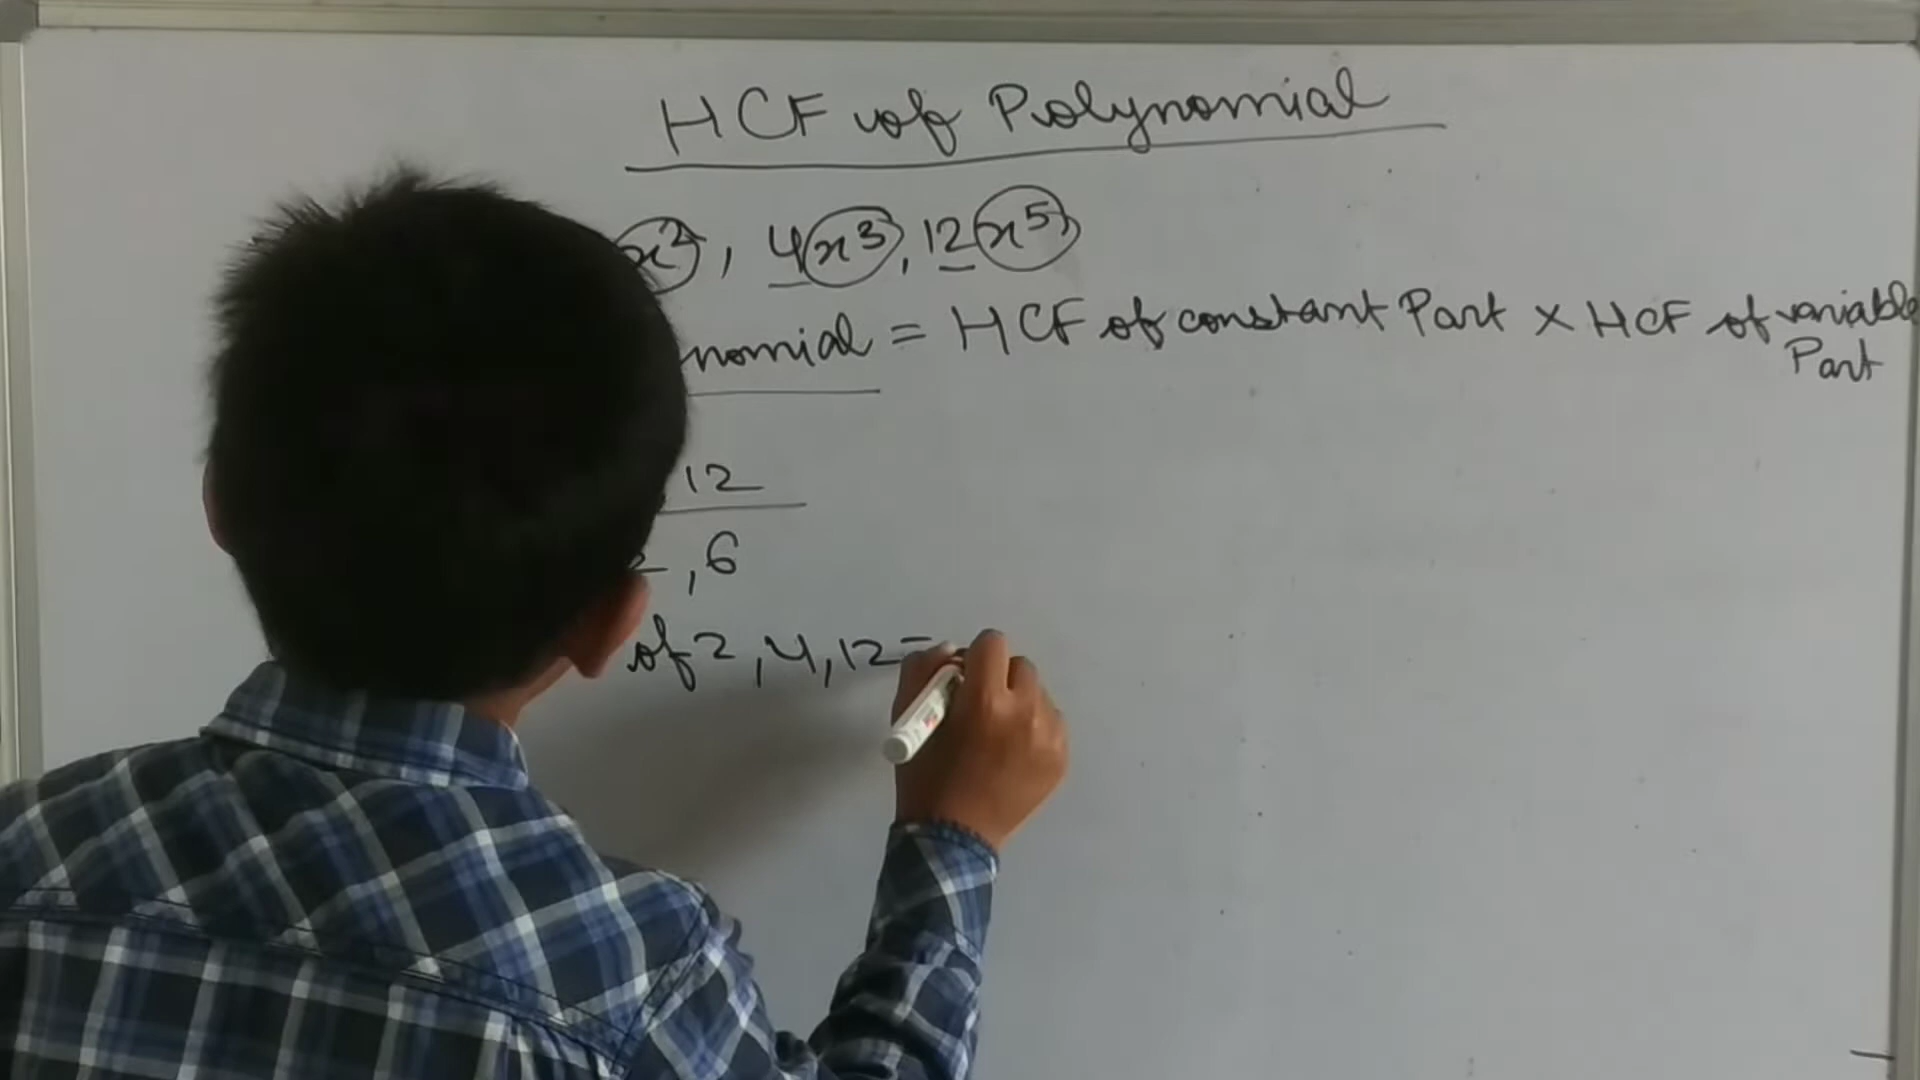 HCF of Polynomial
x², 4x³, 12x⁵
nomial = HCF of constant Part × HCF of variable
Part
12
, 6
of 2, 4, 12 =